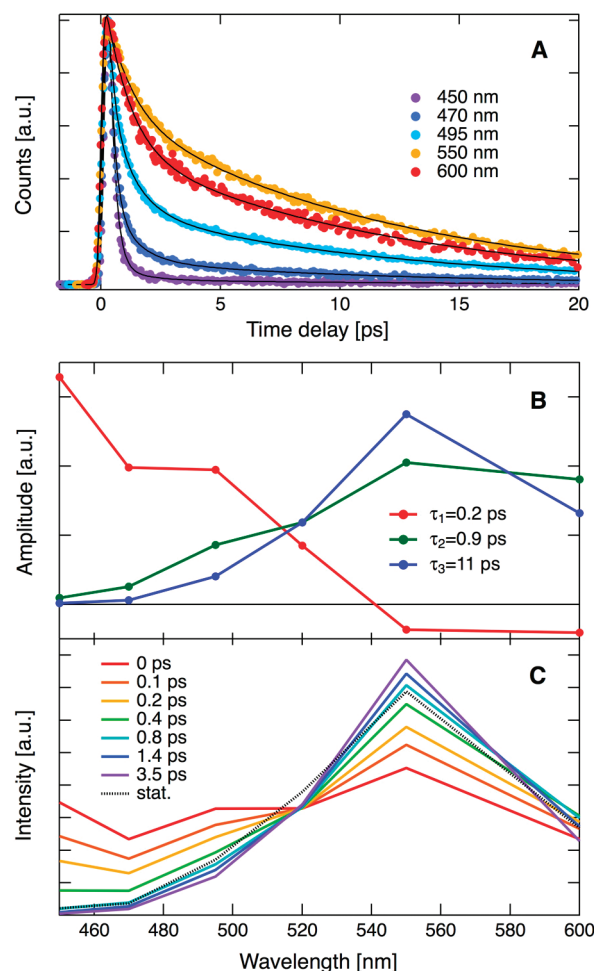 A
450 nm
470 nm
495 nm
550 nm
600 nm
Counts [a.u.]
0
5
10
15
20
Time delay [ps]
B
Amplitude [a.u.]
τ1=0.2 ps
τ2=0.9 ps
τ3=11 ps
C
0 ps
0.1 ps
0.2 ps
0.4 ps
0.8 ps
1.4 ps
3.5 ps
stat.
Intensity [a.u.]
460
480
500
520
540
560
580
600
Wavelength [nm]